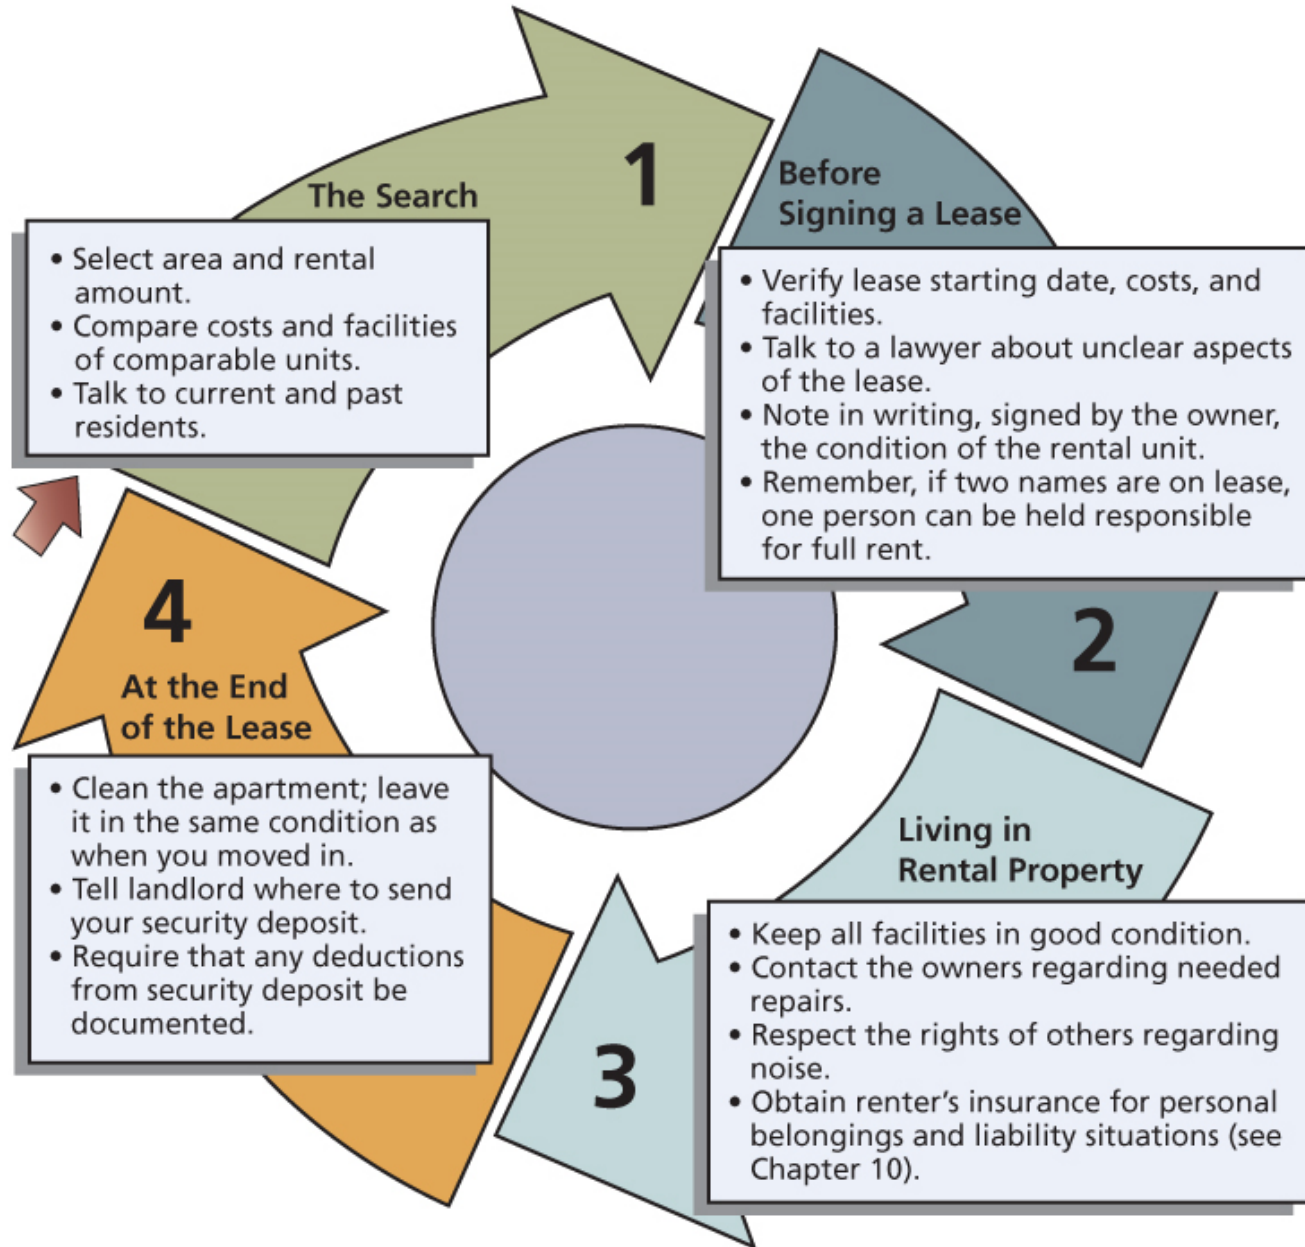 1
The Search
• Select area and rental
amount.
• Compare costs and facilities
of comparable units.
• Talk to current and past
residents.
Before
Signing a Lease
• Verify lease starting date, costs, and
facilities.
• Talk to a lawyer about unclear aspects
of the lease.
• Note in writing, signed by the owner,
the condition of the rental unit.
• Remember, if two names are on lease,
one person can be held responsible
for full rent.
2
Living in
Rental Property
• Keep all facilities in good condition.
• Contact the owners regarding needed
repairs.
• Respect the rights of others regarding
noise.
• Obtain renter’s insurance for personal
belongings and liability situations (see
Chapter 10).
3
4
At the End
of the Lease
• Clean the apartment; leave
it in the same condition as
when you moved in.
• Tell landlord where to send
your security deposit.
• Require that any deductions
from security deposit be
documented.